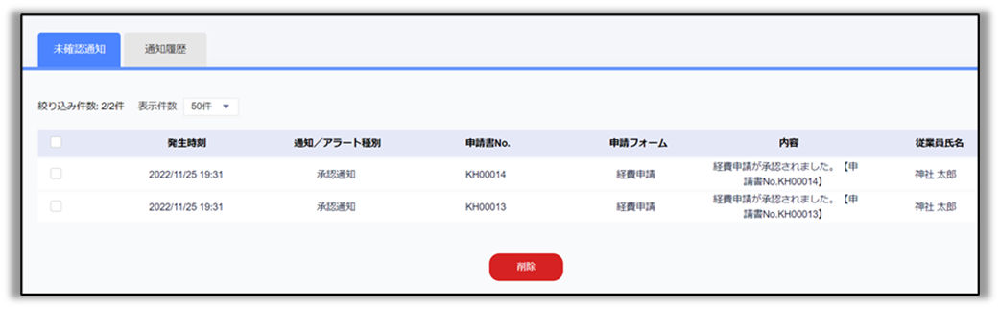 未確認通知 通知履歴
絞り込み件数: 2/2件 表示件数 50件
発生時刻 通知／アラート種別 申請書No. 申請フォーム 内容 従業員氏名
2022/11/25 19:31 承認通知 KH00014 経費申請 経費申請が承認されました。【申
請書No.KH00014】 神社 太郎
2022/11/25 19:31 承認通知 KH00013 経費申請 経費申請が承認されました。【申
請書No.KH00013】 神社 太郎
削除